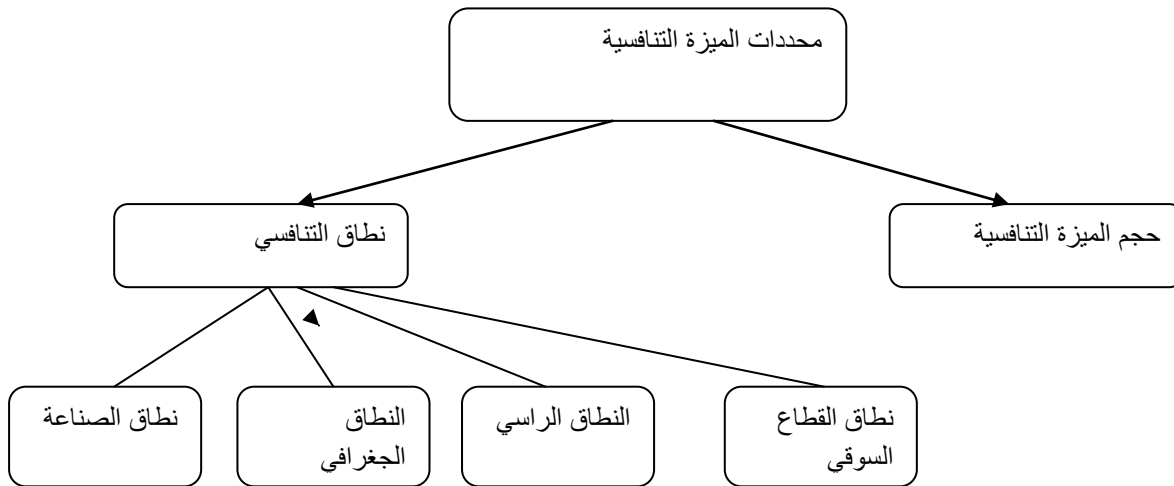 محددات الميزة التنافسية
حجم الميزة التنافسية
نطاق التنافسي
نطاق القطاع
السوقي
النطاق الراسي
النطاق
الجغرافي
نطاق الصناعة